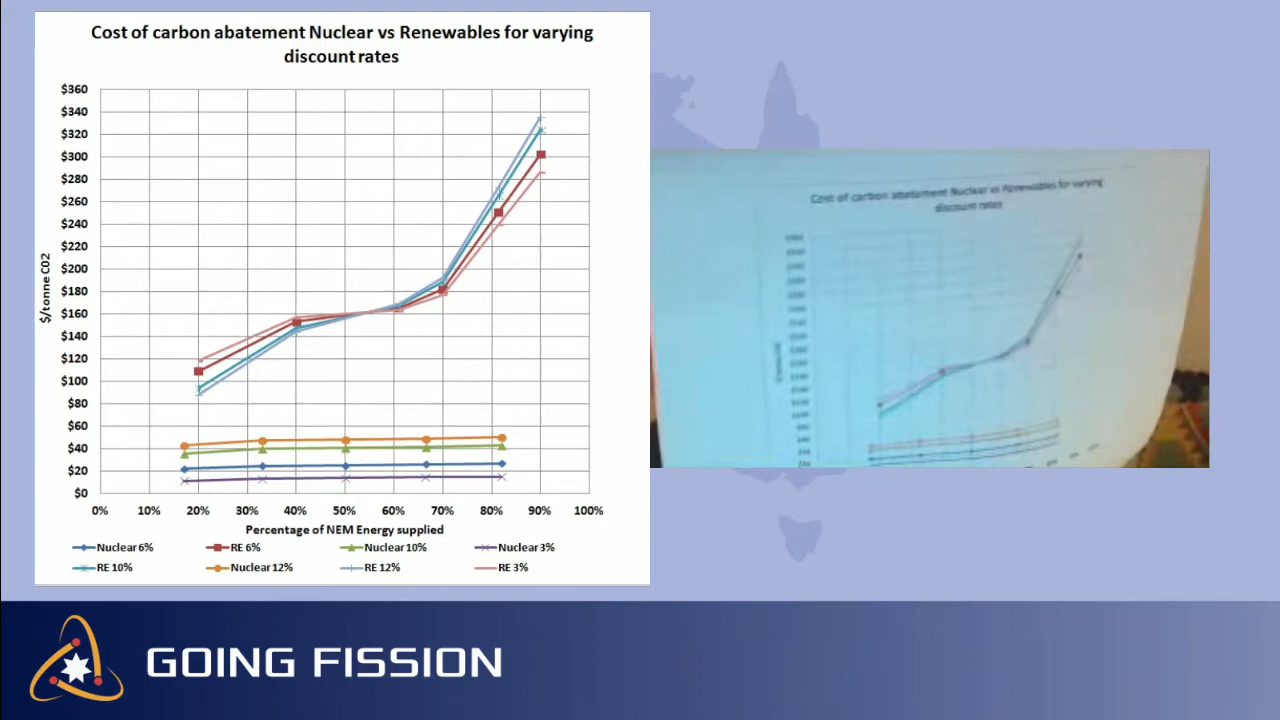 Cost of carbon abatement Nuclear vs Renewables for varying
discount rates
$360
$340
$320
$300
$280
$260
$240
$220
$200
$180
$160
$140
$120
$100
$80
$60
$40
$20
$0
$/tonne CO2
0% 10% 20% 30% 40% 50% 60% 70% 80% 90% 100%
Percentage of NEM Energy supplied
Nuclear 6% RE 6% Nuclear 10% Nuclear 3%
RE 10% Nuclear 12% RE 12% RE 3%
Cost of carbon abatement Nuclear vs Renewables for varying
discount rates
GOING FISSION